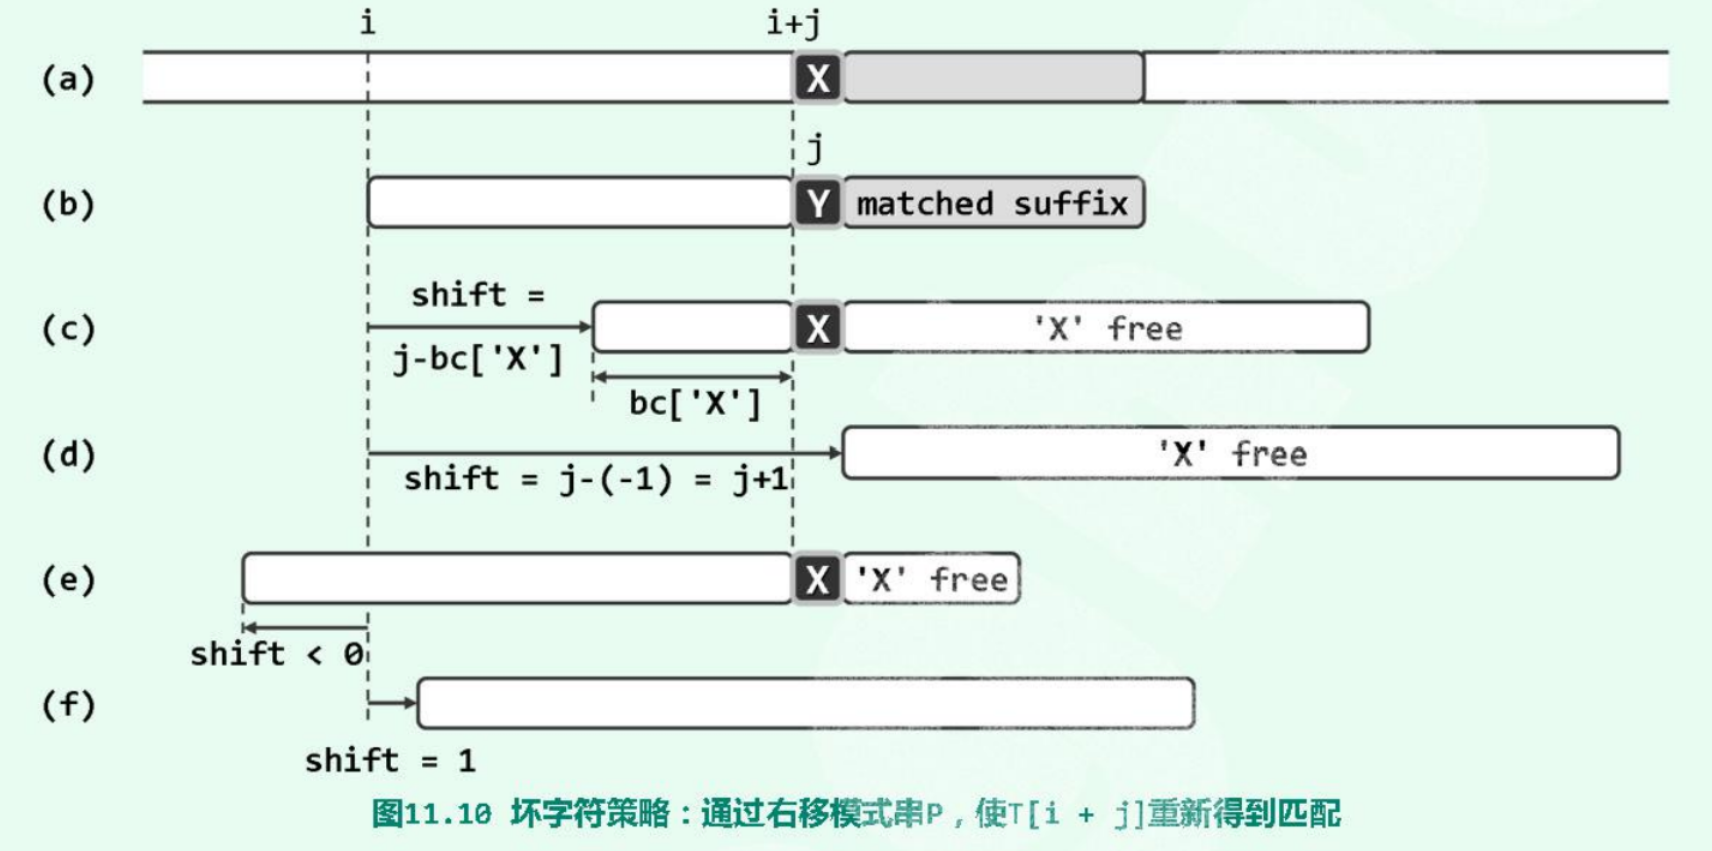 i i+j
(a) X
j
(b) Y matched suffix
shift =
(c) X 'X' free
j-bc['X']
bc['X']
(d) 'X' free
shift = j-(-1) = j+1
(e) X 'X' free
shift < 0
(f)
shift = 1
图11.10 坏字符策略：通过右移模式串P，使T[i + j]重新得到匹配